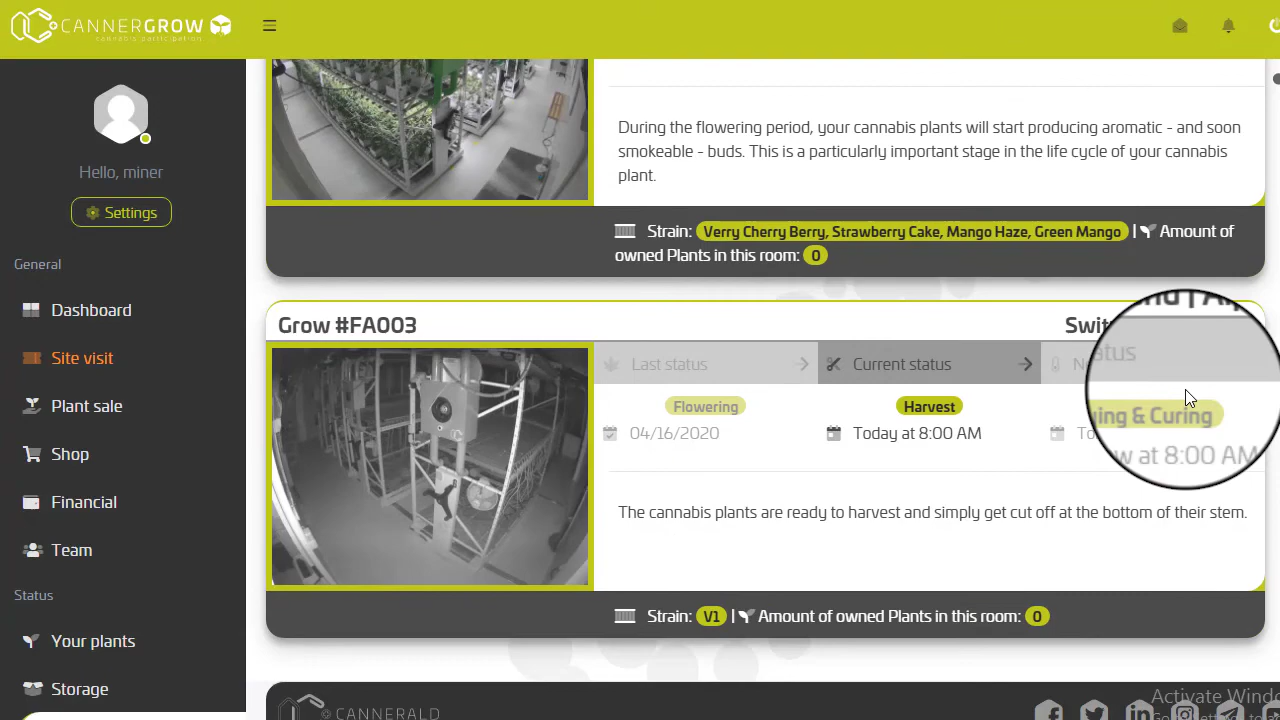 CANNERGROW
cannabis participation
During the flowering period, your cannabis plants will start producing aromatic - and soon
smokeable - buds. This is a particularly important stage in the life cycle of your cannabis
plant.
Hello, miner
Settings
Strain: Verry Cherry Berry, Strawberry Cake, Mango Haze, Green Mango | Amount of
owned Plants in this room: 0
General
Dashboard
Site visit
Plant sale
Shop
Financial
Team
Status
Your plants
Storage
Grow #FA003
Swit
Last status
Current status
N
atus
Flowering
Harvest
ing & Curing
04/16/2020
Today at 8:00 AM
To
w at 8:00 AM
The cannabis plants are ready to harvest and simply get cut off at the bottom of their stem.
Strain: V1 | Amount of owned Plants in this room: 0
CANNERALD
Activate Windo